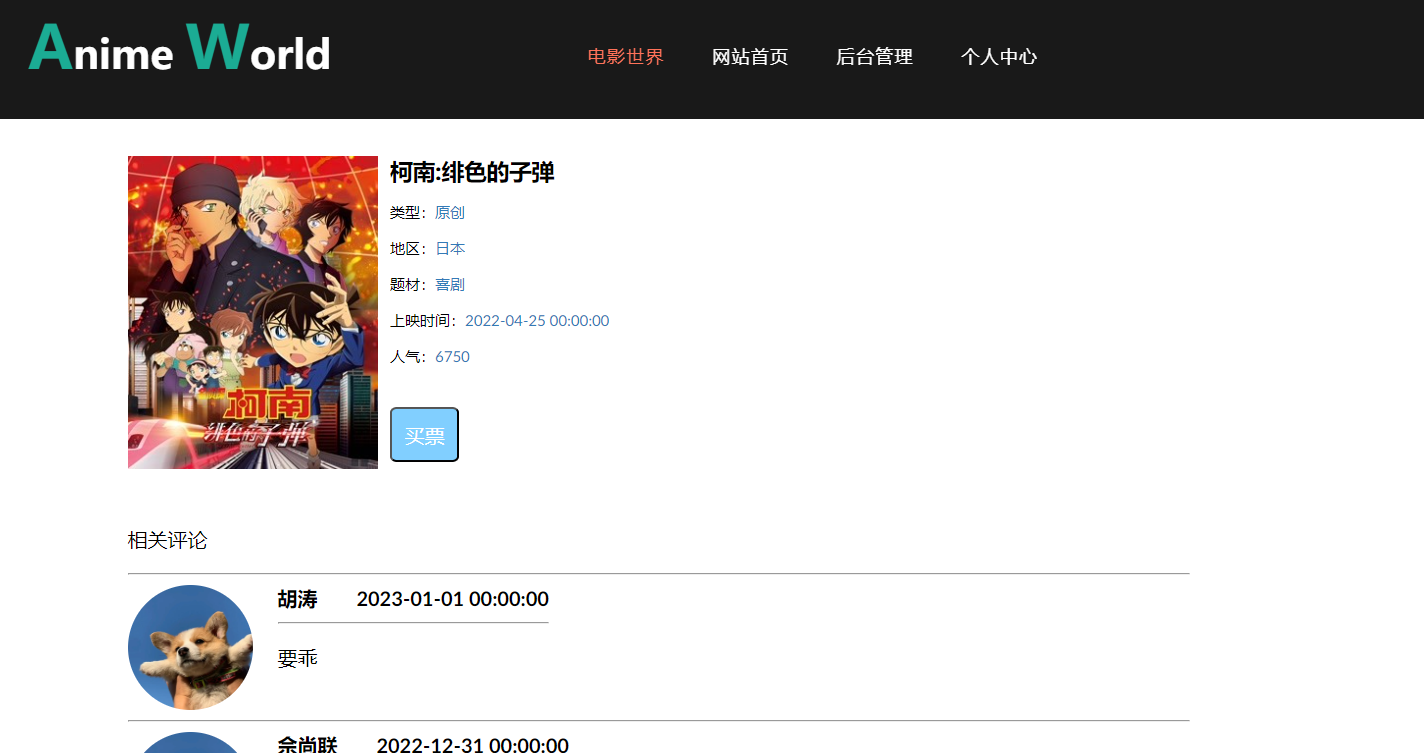 Anime World
电影世界 网站首页 后台管理 个人中心
柯南:绯色的子弹
类型：原创
地区：日本
题材：喜剧
上映时间：2022-04-25 00:00:00
人气：6750
柯南
绯色的子弹
买票
相关评论
胡涛 2023-01-01 00:00:00
要乖
佘尚联 2022-12-31 00:00:00